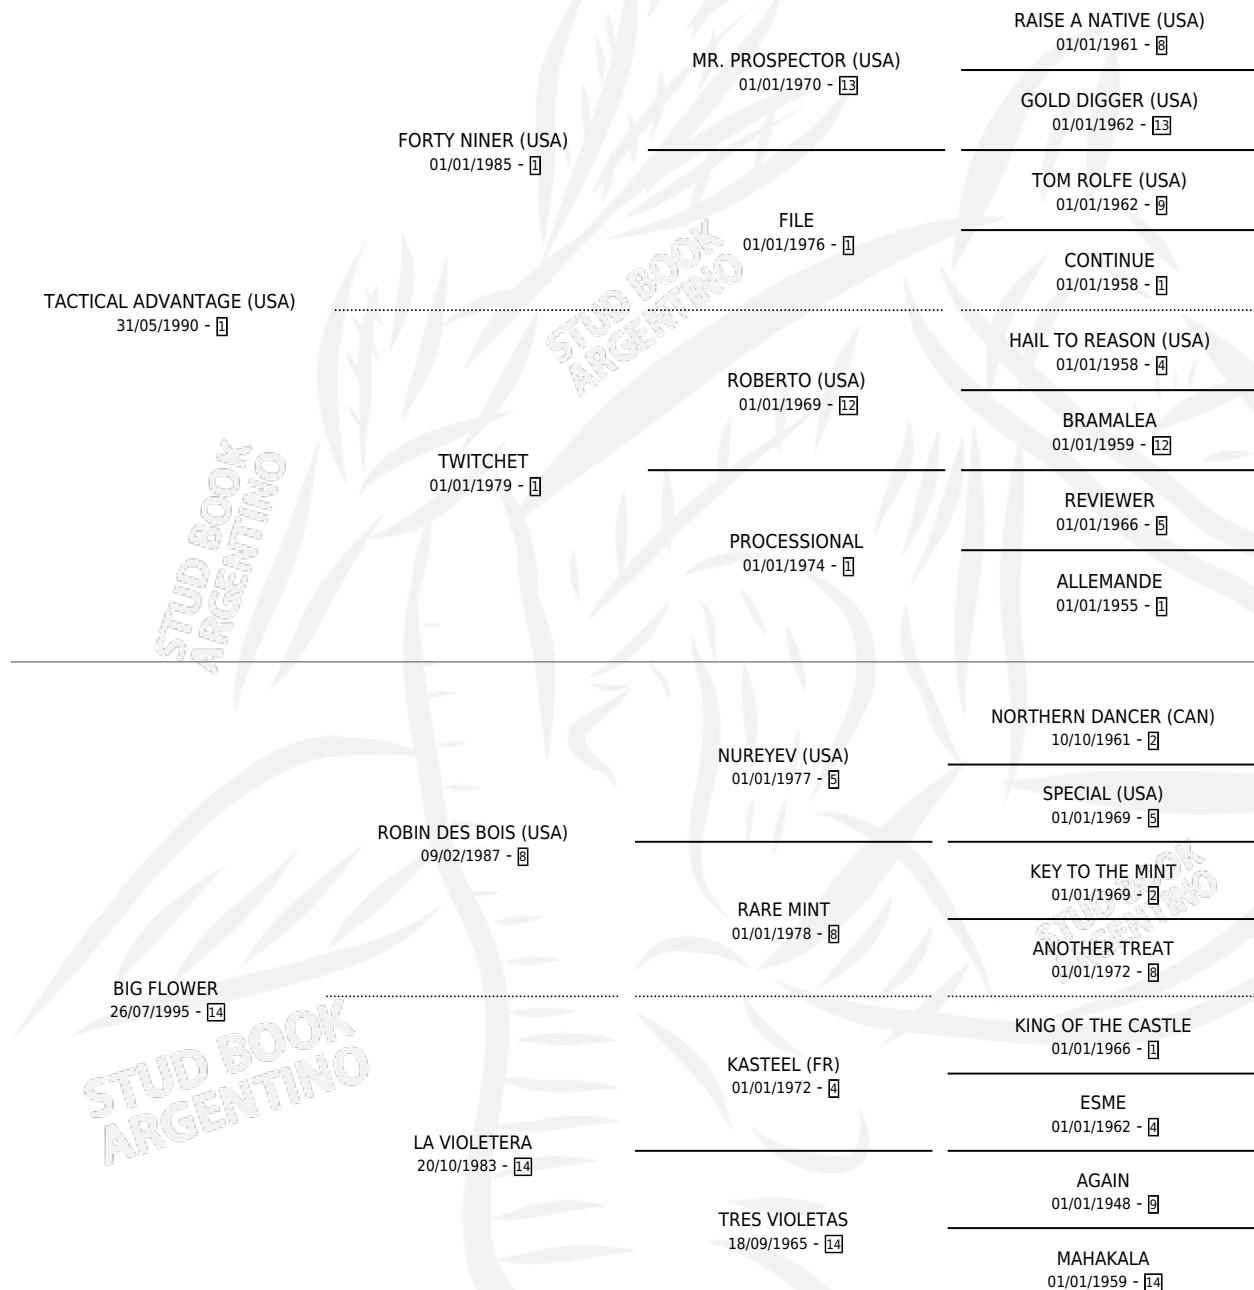 RAISE A NATIVE (USA)
01/01/1961 - 8
MR. PROSPECTOR (USA)
01/01/1970 - 13
GOLD DIGGER (USA)
01/01/1962 - 13
FORTY NINER (USA)
01/01/1985 - 1
TOM ROLFE (USA)
01/01/1962 - 9
FILE
01/01/1976 - 1
CONTINUE
01/01/1958 - 1
TACTICAL ADVANTAGE (USA)
31/05/1990 - 1
HAIL TO REASON (USA)
01/01/1958 - 4
ROBERTO (USA)
01/01/1969 - 12
BRAMALEA
01/01/1959 - 12
TWITCHET
01/01/1979 - 1
REVIEWER
01/01/1966 - 5
PROCESSIONAL
01/01/1974 - 1
ALLEMANDE
01/01/1955 - 1
NORTHERN DANCER (CAN)
10/10/1961 - 2
NUREYEV (USA)
01/01/1977 - 5
SPECIAL (USA)
01/01/1969 - 5
ROBIN DES BOIS (USA)
09/02/1987 - 8
KEY TO THE MINT
01/01/1969 - 2
RARE MINT
01/01/1978 - 8
ANOTHER TREAT
01/01/1972 - 8
BIG FLOWER
26/07/1995 - 14
KING OF THE CASTLE
01/01/1966 - 1
KASTEEL (FR)
01/01/1972 - 4
ESME
01/01/1962 - 4
LA VIOLETERA
20/10/1983 - 14
AGAIN
01/01/1948 - 9
TRES VIOLETAS
18/09/1965 - 14
MAHAKALA
01/01/1959 - 14
STUD BOOK
ARGENTINO
STUD BOOK
ARGENTINO
STUD BOOK
ARGENTINO
STUD BOOK
ARGENTINO